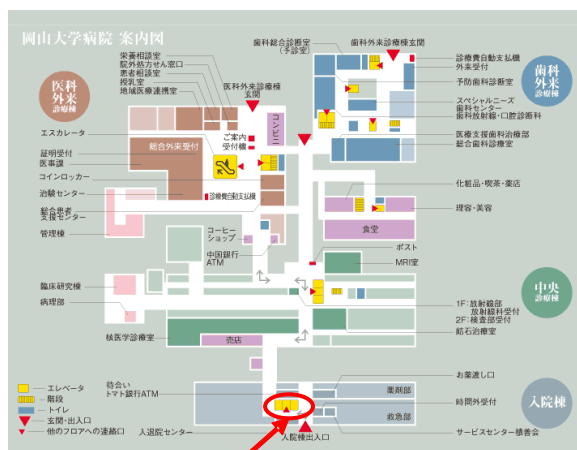 岡山大学病院 案内図
医科
外来
診療棟
栄養相談室
院外処方せん窓口
患者相談室
授乳室
地域医療連携室
医科外来診療棟
玄関
コンビニ
歯科総合診断室
(予診室)
歯科外来診療棟玄関
診療費自動支払機
外来受付
予防歯科診断室
スペシャルニーズ
歯科センター
歯科放射線・口腔診断科
医療支援歯科治療部
総合歯科診療室
歯科
外来
診療棟
エスカレータ
証明受付
医事課
コインロッカー
治験センター
総合患者
支援センター
管理棟
総合外来受付
ご案内
受付機
診療費自動支払機
化粧品・喫茶・薬店
理容・美容
食堂
コーヒー
ショップ
中国銀行
ATM
ポスト
MRI室
中央
診療棟
臨床研究棟
病理部
核医学診療室
売店
1F:放射線部
放射線科受付
2F:検査部受付
結石治療室
エレベータ
階段
トイレ
玄関・出入口
他のフロアへの連絡口
待合い
トマト銀行ATM
入退院センター
入院棟出入口
薬剤部
救急部
お薬渡し口
時間外受付
サービスセンター積善会
入院棟